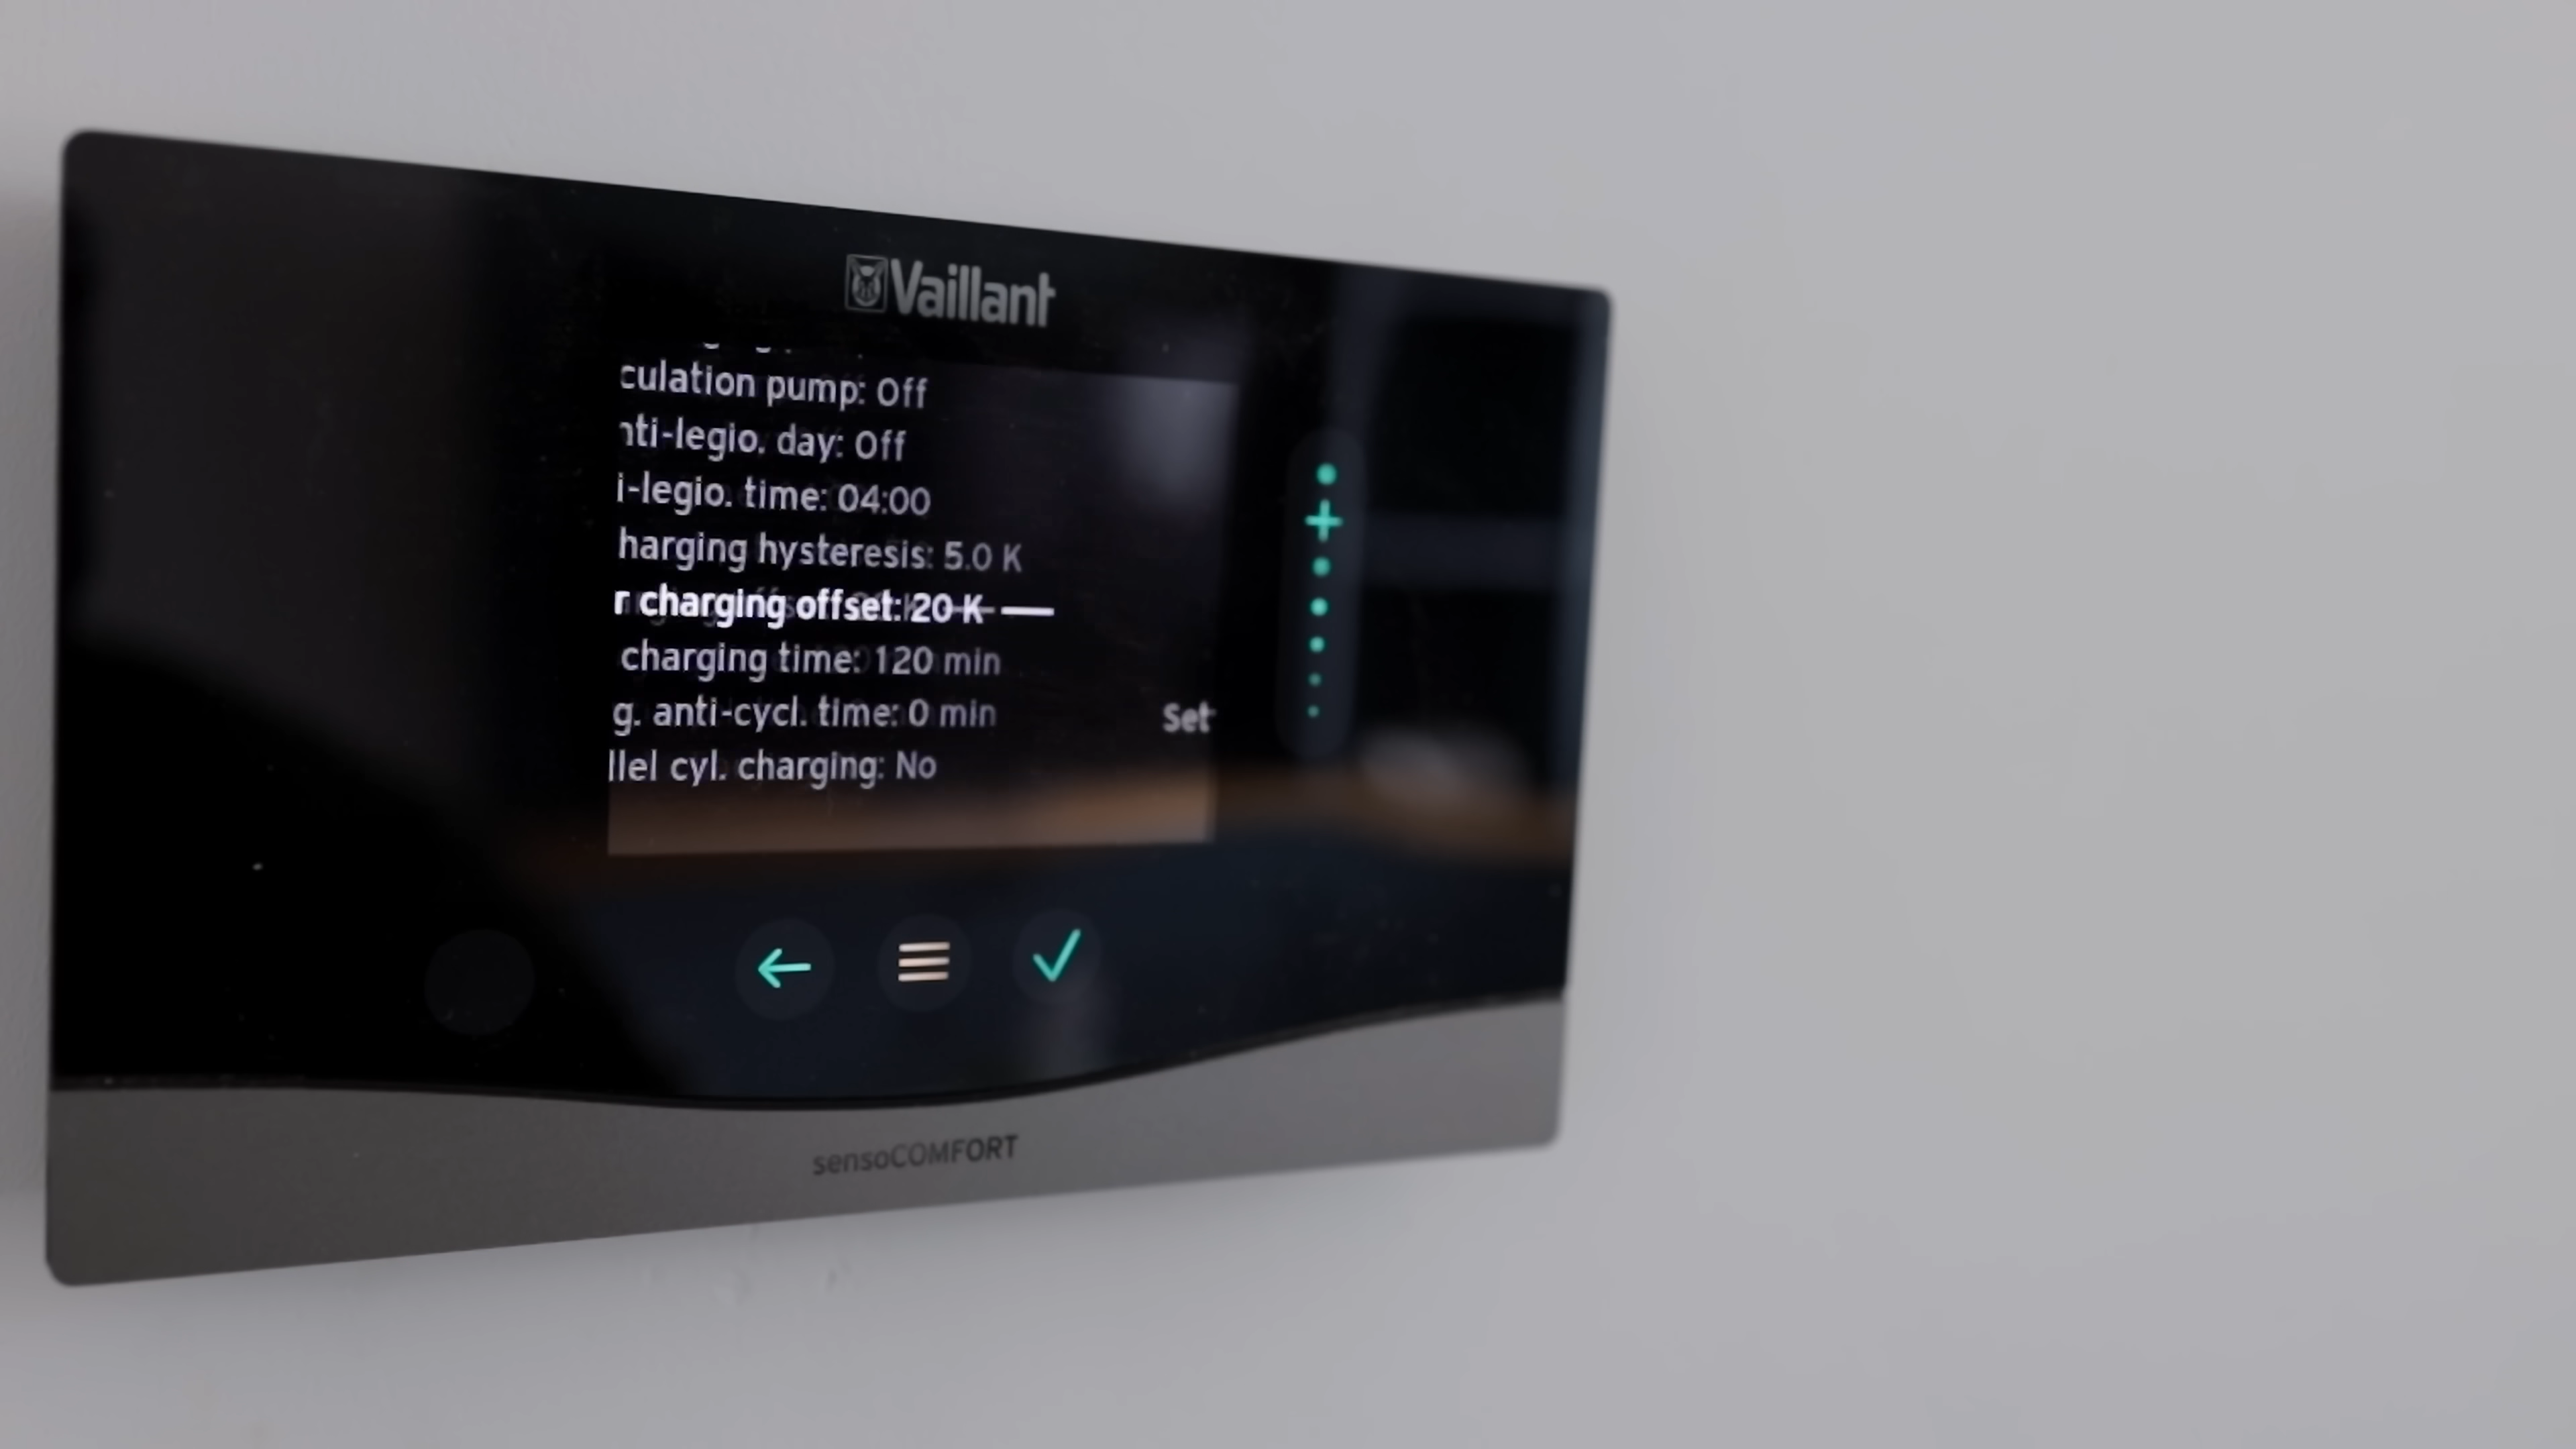 Vaillant
culation pump: Off
nti-legio. day: Off
i-legio. time: 04:00
harging hysteresis: 5.0 K
r charging offset: 20 K
charging time: 120 min
g. anti-cycl. time: 0 min
Set
llel cyl. charging: No
sensoCOMFORT